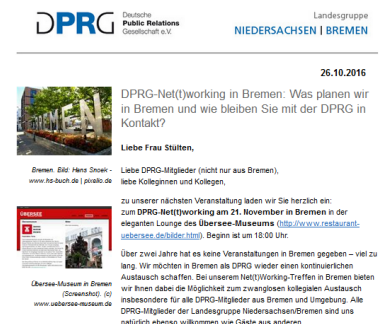 DPRG
Deutsche
Public Relations
Gesellschaft e.V.
Landesgruppe
NIEDERSACHSEN | BREMEN
26.10.2016
DPRG-Net(t)working in Bremen: Was planen wir
in Bremen und wie bleiben Sie mit der DPRG in
Kontakt?
Liebe Frau Stülten,
BREMEN
Bremen. Bild: Hens Snoek -
www.hs-buch.de | pixelio.de
Liebe DPRG-Mitglieder (nicht nur aus Bremen),
liebe Kolleginnen und Kollegen,
zu unserer nächsten Veranstaltung laden wir Sie herzlich ein:
zum DPRG-Net(t)working am 21. November in Bremen in der
eleganten Lounge des Übersee-Museums (http://www.restaurant-
uebersee.de/bilder.html). Beginn ist um 18:00 Uhr.
ÜBERSEE
Übersee-Museum in Bremen
(Screenshot). (c)
www.uebersee-museum.de
Über zwei Jahre hat es keine Veranstaltungen in Bremen gegeben – viel zu
lang. Wir möchten in Bremen als DPRG wieder einen kontinuierlichen
Austausch schaffen. Bei unserem Net(t)Working-Treffen in Bremen bieten
wir Ihnen dabei die Möglichkeit zum zwanglosen kollegialen Austausch
insbesondere für alle DPRG-Mitglieder aus Bremen und Umgebung. Alle
DPRG-Mitglieder der Landesgruppe Niedersachsen/Bremen sind uns
natürlich ebenso willkommen wie Gäste aus anderen